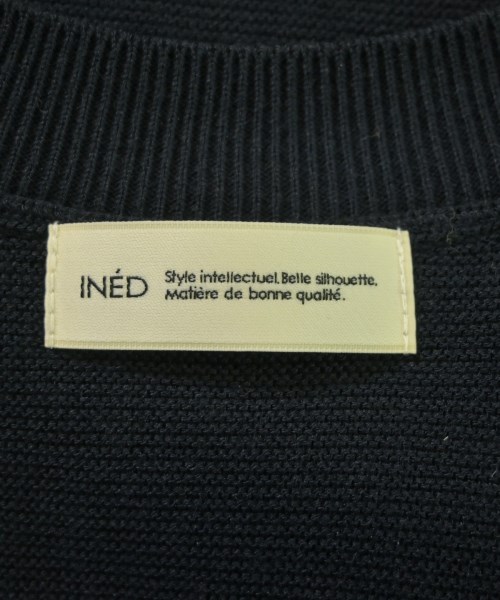 INÉD
Style intellectuel. Belle silhouette.
Matière de bonne qualité.